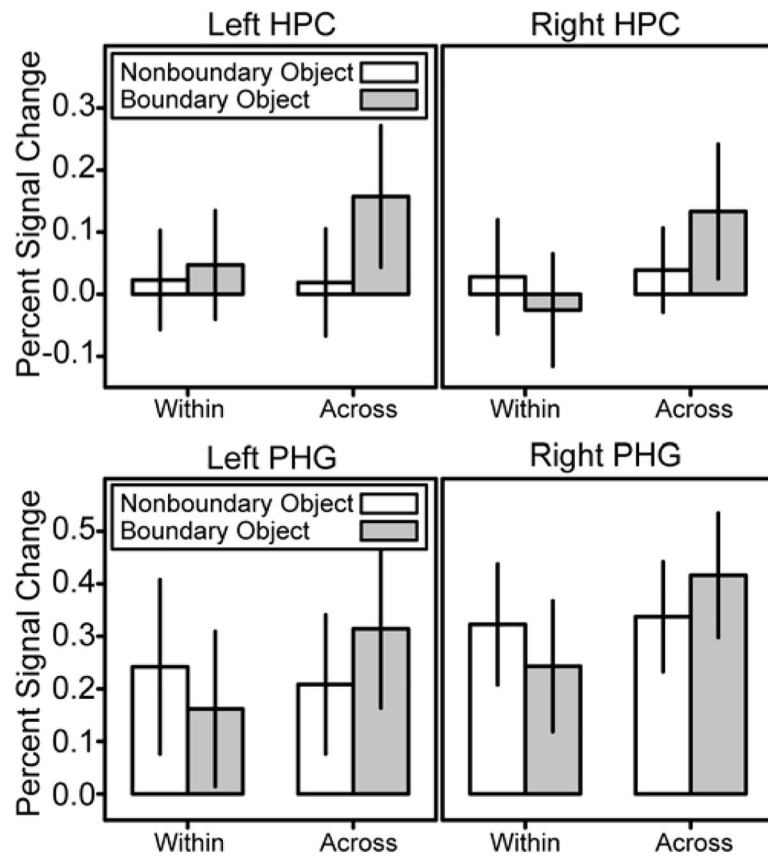 Left HPC
Right HPC
Nonboundary Object
Boundary Object
Percent Signal Change
0.3
0.2
0.1
0.0
-0.1
Within
Across
Within
Across
Left PHG
Right PHG
Nonboundary Object
Boundary Object
Percent Signal Change
0.5
0.4
0.3
0.2
0.1
0.0
Within
Across
Within
Across